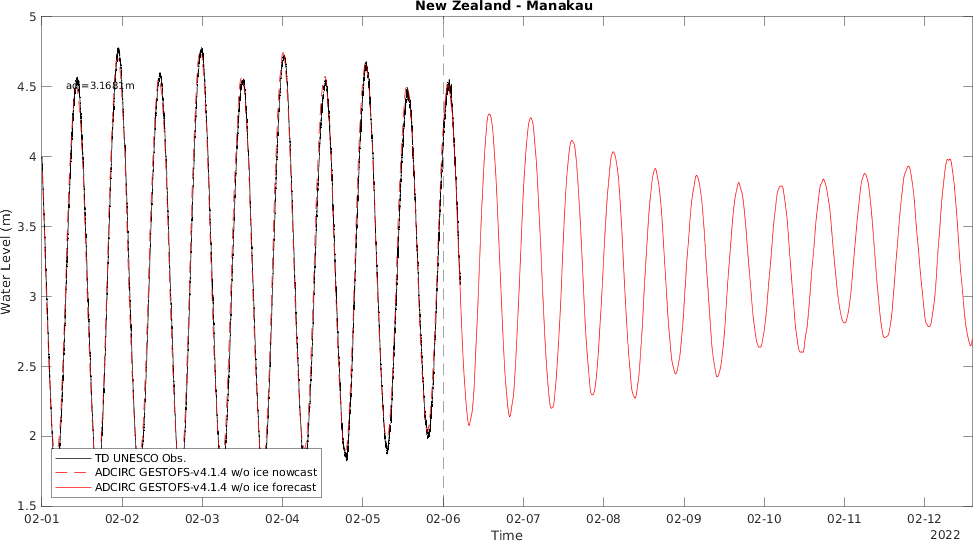 New Zealand - Manakau
5
4.5
4
3.5
3
2.5
2
1.5
Water Level (m)
TD UNESCO Obs.
ADCIRC GESTOFS-v4.1.4 w/o ice nowcast
ADCIRC GESTOFS-v4.1.4 w/o ice forecast
02-01 02-02 02-03 02-04 02-05 02-06 02-07 02-08 02-09 02-10 02-11 02-12
Time
2022